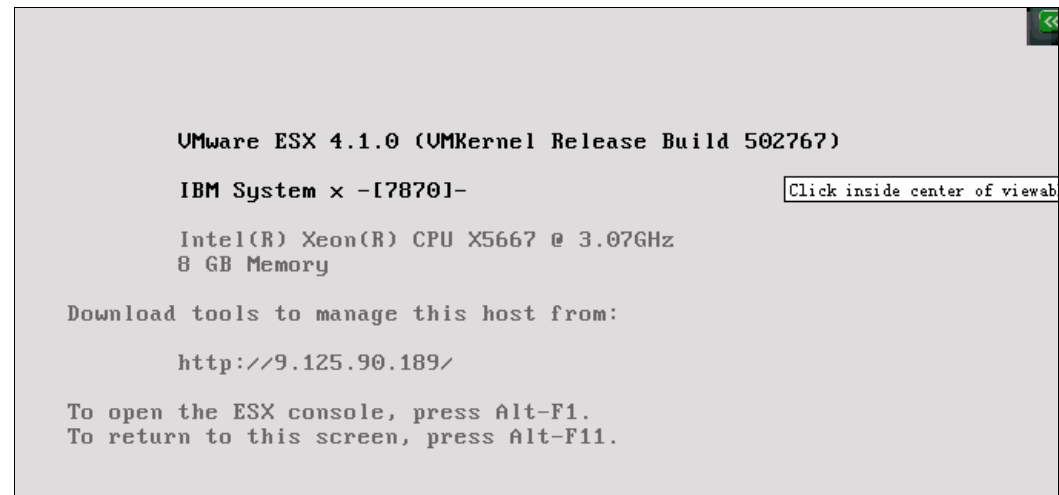 VMware ESX 4.1.0 (VMKernel Release Build 502767)
IBM System x -[7870]-
Click inside center of viewab
Intel(R) Xeon(R) CPU X5667 @ 3.07GHz
8 GB Memory
Download tools to manage this host from:
http://9.125.90.189/
To open the ESX console, press Alt-F1.
To return to this screen, press Alt-F11.